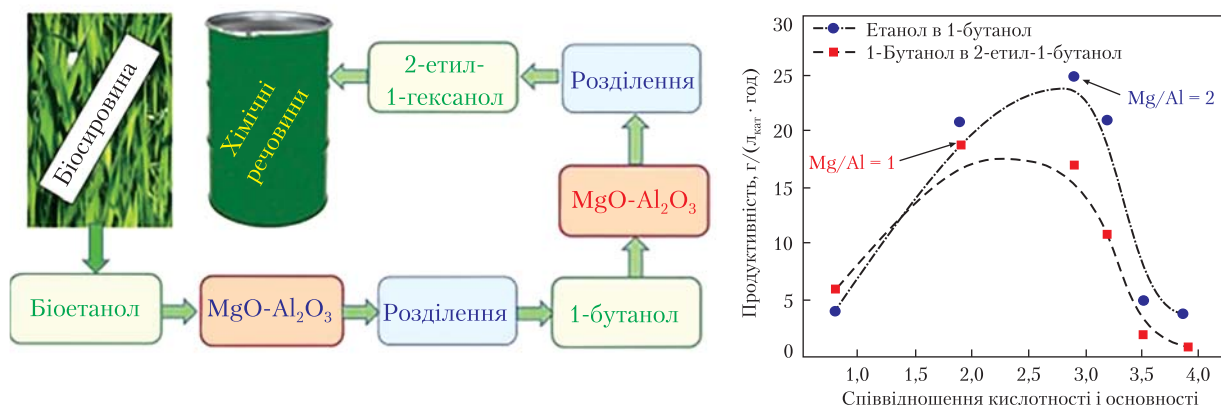 Біосировина
Хімічні
речовини
2-етил-
1-гексанол
Розділення
MgO-Al₂O₃
Біоетанол
MgO-Al₂O₃
Розділення
1-бутанол
Продуктивність, г/(л_кат · год)
30
25
20
15
10
5
0
Етанол в 1-бутанол
1-Бутанол в 2-етил-1-бутанол
Mg/Al = 2
Mg/Al = 1
1,0 1,5 2,0 2,5 3,0 3,5 4,0
Співвідношення кислотності і основності